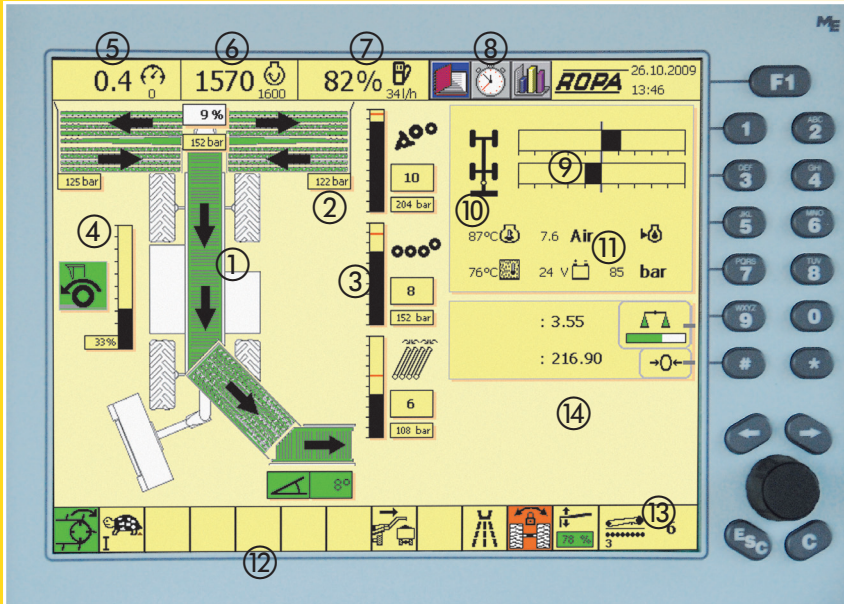 ME
⑤ ⑥ ⑦ ⑧
0.4 0
1570 1600
82% 34 l/h
ROPA
26.10.2009
13:46
F1
9 %
152 bar
125 bar
122 bar
②
④
33 %
①
③
10
204 bar
8
152 bar
6
108 bar
8°
⑨
⑩
87°C 7.6 Air ⑪
76°C 24 V 85 bar
: 3.55
: 216.90
→0←
⑭
I
78 %
3
⑬
6
⑫
1
ABC 2
DEF 3
GHI 4
JKL 5
MNO 6
PQRS 7
TUV 8
WXYZ 9
0
#
*
ESC
C